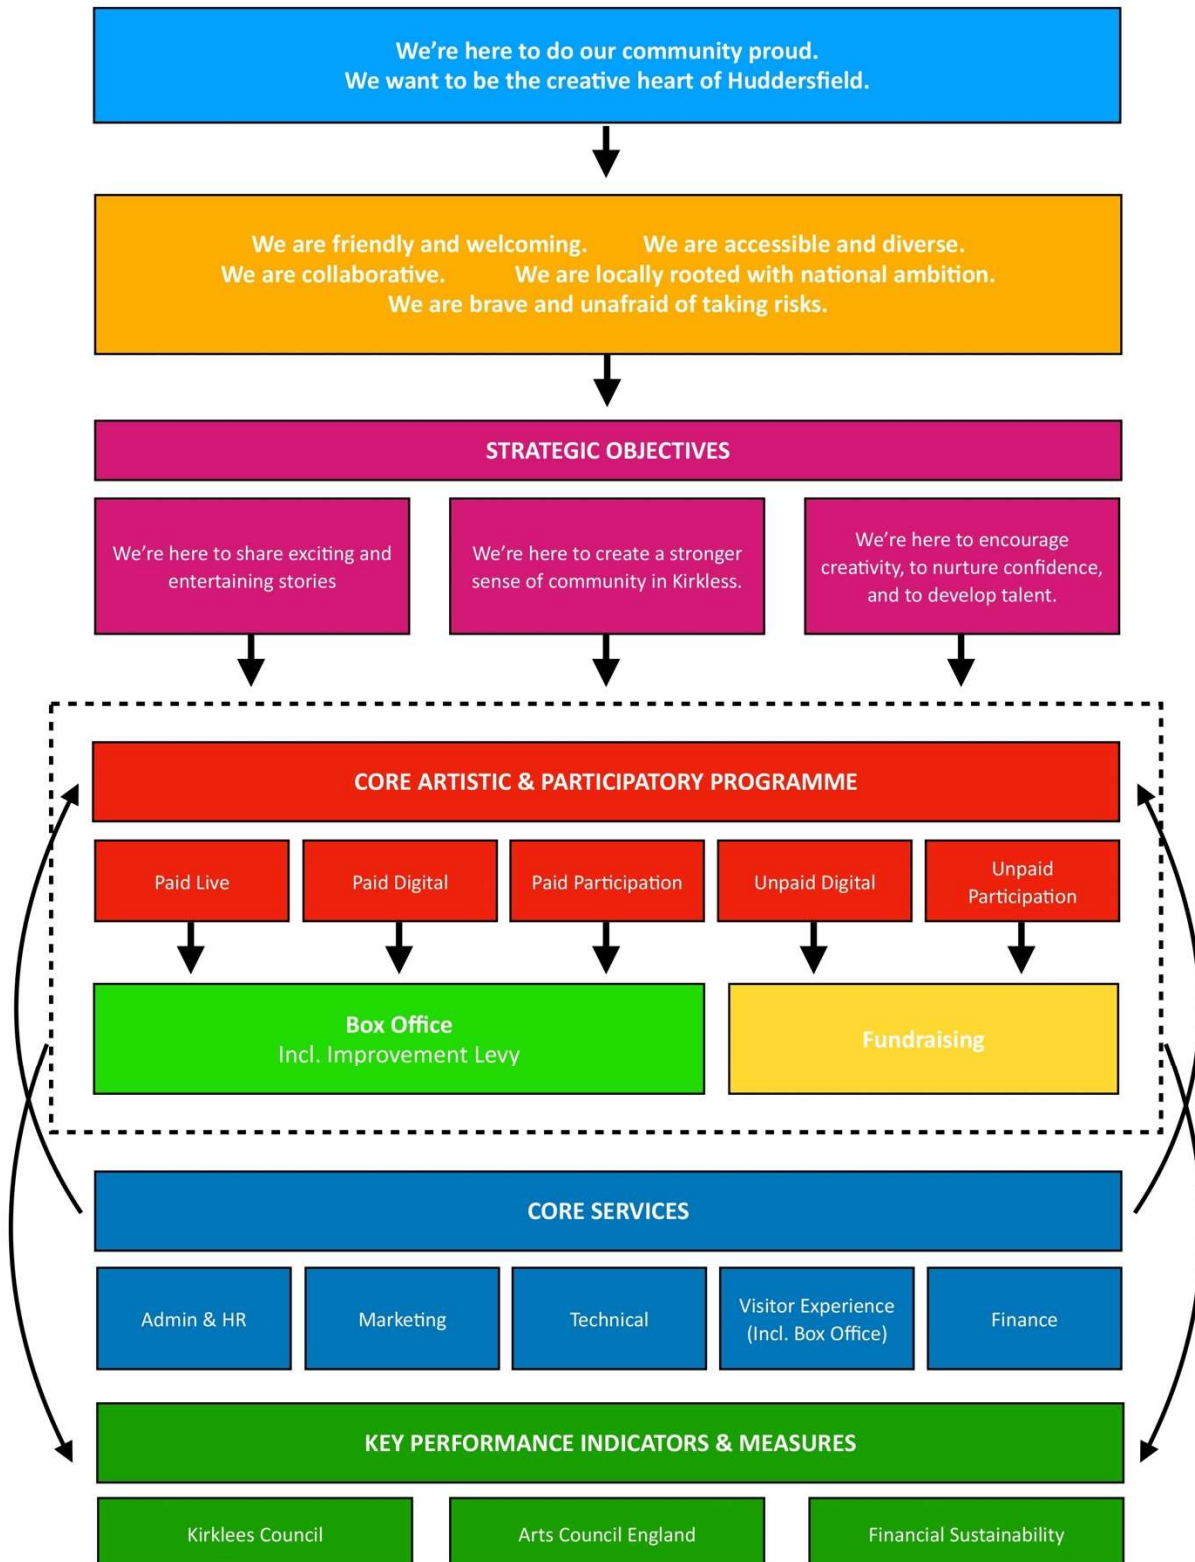 We’re here to do our community proud.
We want to be the creative heart of Huddersfield.
We are friendly and welcoming. We are accessible and diverse.
We are collaborative. We are locally rooted with national ambition.
We are brave and unafraid of taking risks.
STRATEGIC OBJECTIVES
We’re here to share exciting and
entertaining stories
We’re here to create a stronger
sense of community in Kirkless.
We’re here to encourage
creativity, to nurture confidence,
and to develop talent.
CORE ARTISTIC & PARTICIPATORY PROGRAMME
Paid Live
Paid Digital
Paid Participation
Unpaid Digital
Unpaid
Participation
Box Office
Incl. Improvement Levy
Fundraising
CORE SERVICES
Admin & HR
Marketing
Technical
Visitor Experience
(Incl. Box Office)
Finance
KEY PERFORMANCE INDICATORS & MEASURES
Kirklees Council
Arts Council England
Financial Sustainability